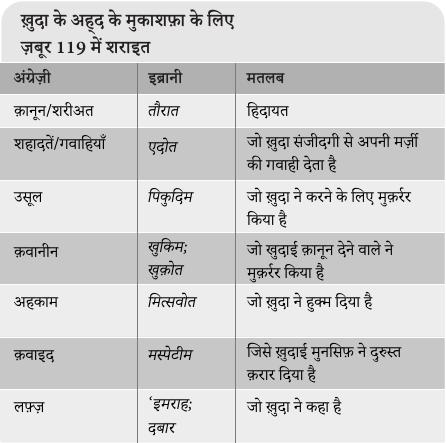 ख़ुदा के अह्द के मुकाशफ़ा के लिए
ज़बूर 119 में शराइत
अंग्रेज़ी इब्रानी मतलब
क़ानून/शरीअत तौरात हिदायत
शहादतें/गवाहियाँ एदोत जो ख़ुदा संजीदगी से अपनी मर्ज़ी
की गवाही देता है
उसूल पिकुदिम जो ख़ुदा ने करने के लिए मुक़र्रर
किया है
क़वानीन खुकिम; जो ख़ुदाई क़ानून देने वाले ने
खुक़ोत मुक़र्रर किया है
अहकाम मित्सवोत जो ख़ुदा ने हुक्म दिया है
क़वाइद मस्पेटीम जिसे ख़ुदाई मुनसिफ़ ने दुरुस्त
क़रार दिया है
लफ़्ज़ ‘इमराह; जो ख़ुदा ने कहा है
दबार